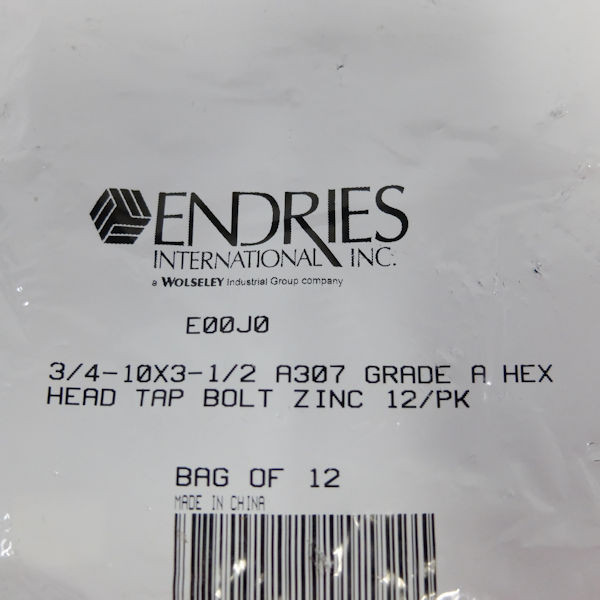 ENDRIES
INTERNATIONAL INC.
a WOLSELEY Industrial Group company
E00J0
3/4-10X3-1/2 A307 GRADE A HEX
HEAD TAP BOLT ZINC 12/PK
BAG OF 12
MADE IN CHINA